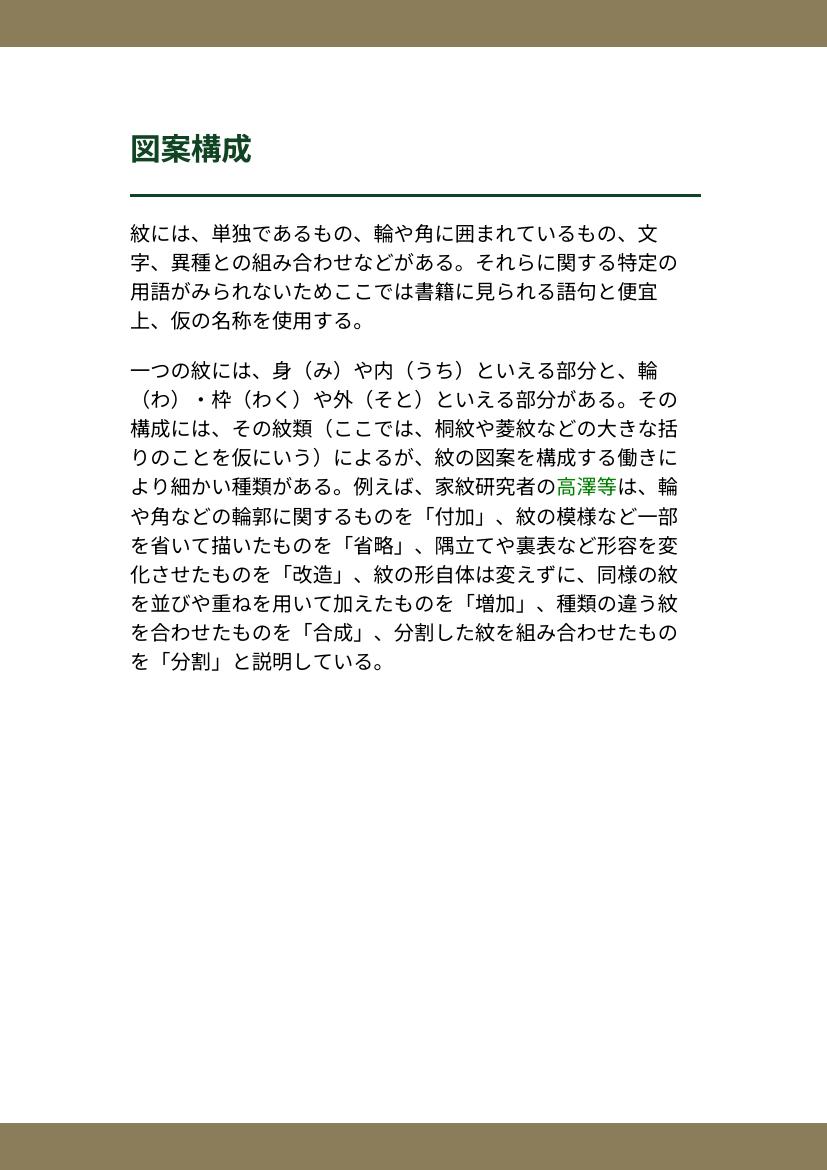 図案構成
紋には、単独であるもの、輪や角に囲まれているもの、文
字、異種との組み合わせなどがある。それらに関する特定の
用語がみられないためここでは書籍に見られる語句と便宜
上、仮の名称を使用する。
一つの紋には、身（み）や内（うち）といえる部分と、輪
（わ）・枠（わく）や外（そと）といえる部分がある。その
構成には、その紋類（ここでは、桐紋や菱紋などの大きな括
りのことを仮にいう）によるが、紋の図案を構成する働きに
より細かい種類がある。例えば、家紋研究者の高澤等は、輪
や角などの輪郭に関するものを「付加」、紋の模様など一部
を省いて描いたものを「省略」、隅立てや裏表など形容を変
化させたものを「改造」、紋の形自体は変えずに、同様の紋
を並びや重ねを用いて加えたものを「増加」、種類の違う紋
を合わせたものを「合成」、分割した紋を組み合わせたもの
を「分割」と説明している。